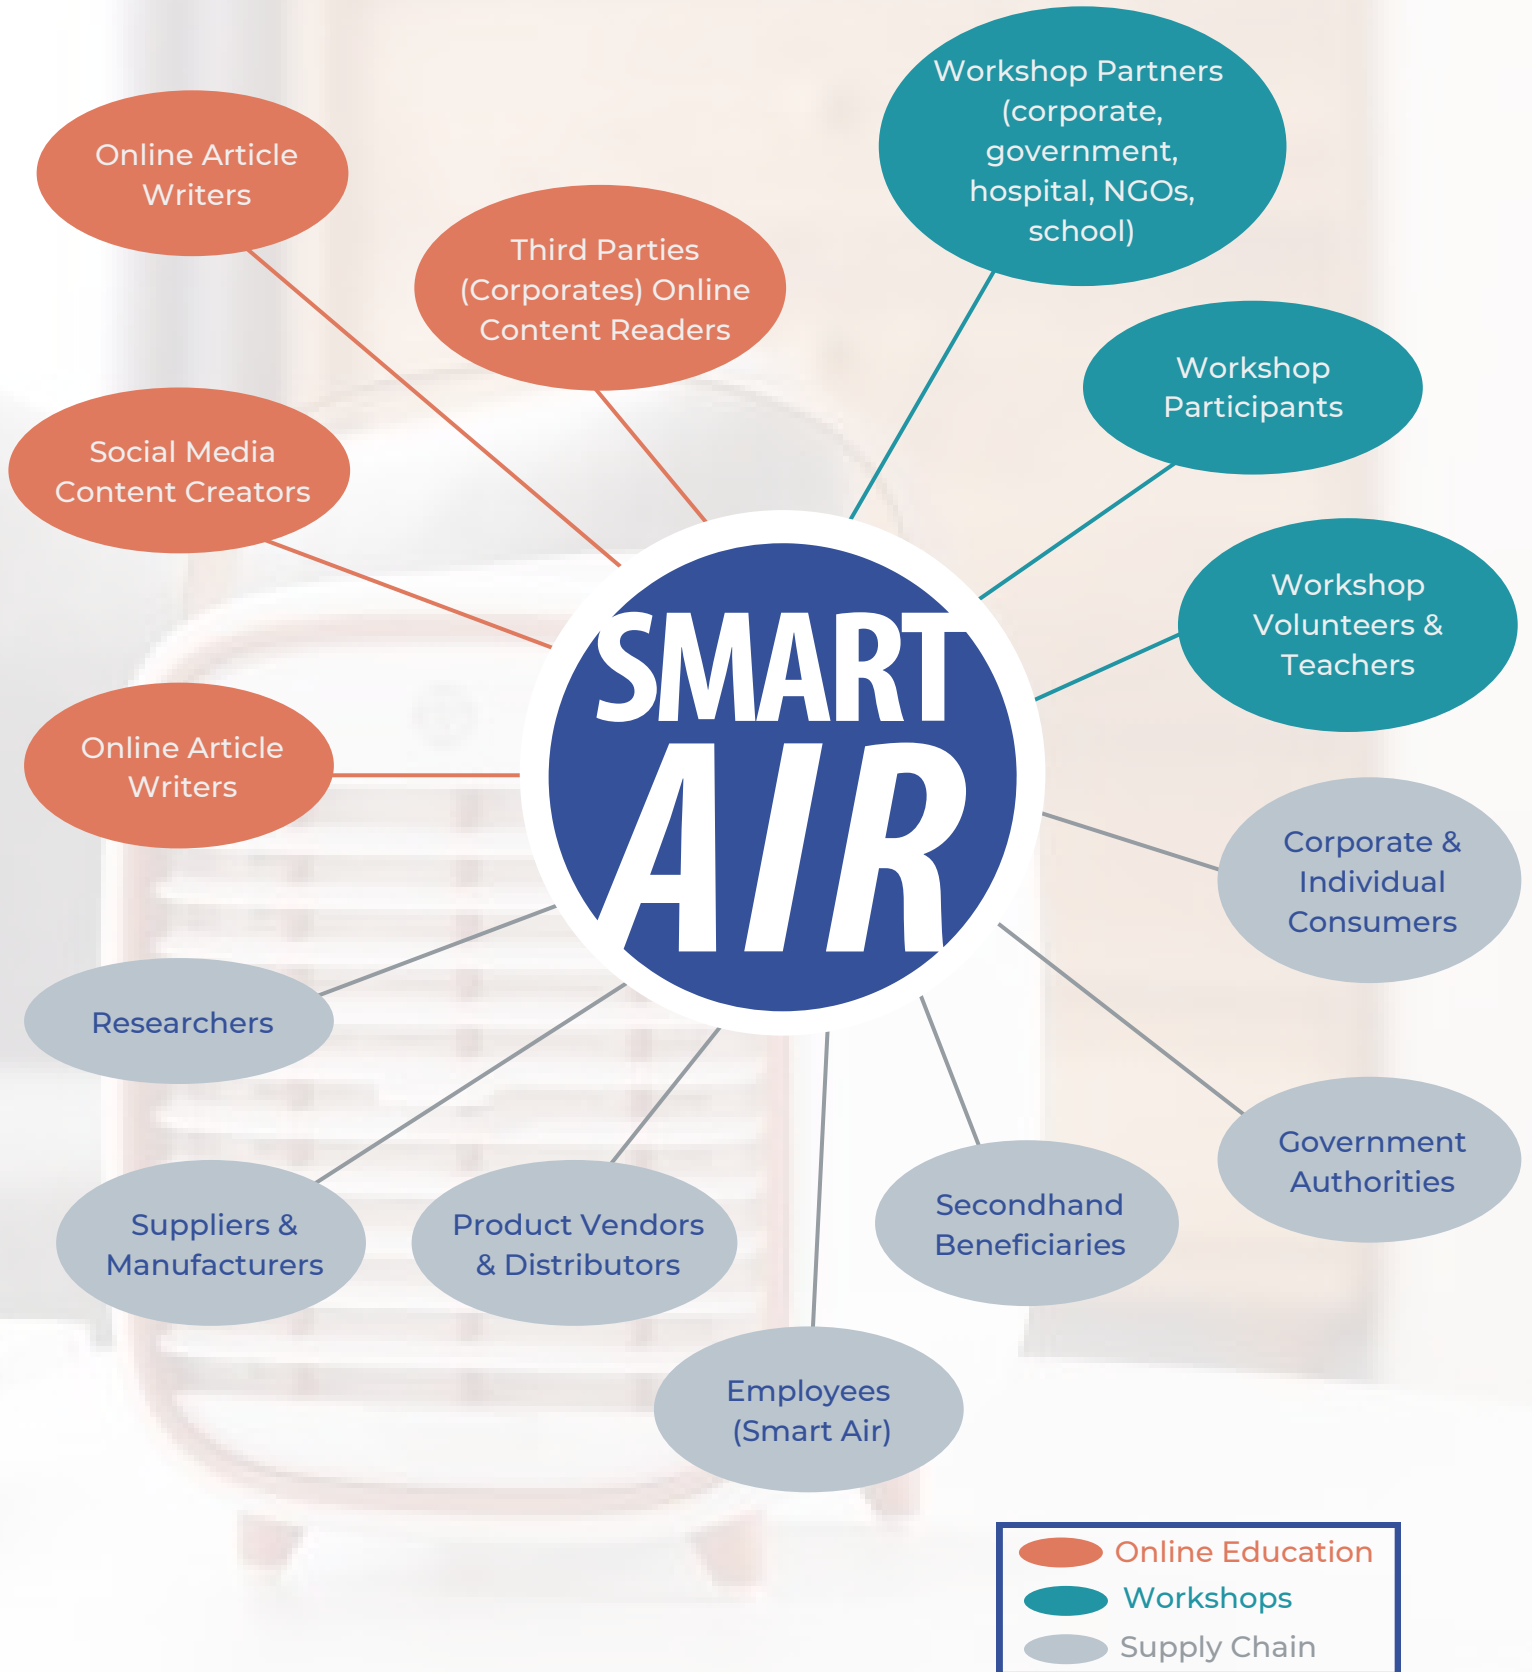 Workshop Partners
(corporate,
government,
hospital, NGOs,
school)
Online Article
Writers
Third Parties
(Corporates) Online
Content Readers
Workshop
Participants
Social Media
Content Creators
Workshop
Volunteers &
Teachers
SMART
AIR
Online Article
Writers
Corporate &
Individual
Consumers
Researchers
Government
Authorities
Suppliers &
Manufacturers
Product Vendors
& Distributors
Secondhand
Beneficiaries
Employees
(Smart Air)
Online Education
Workshops
Supply Chain